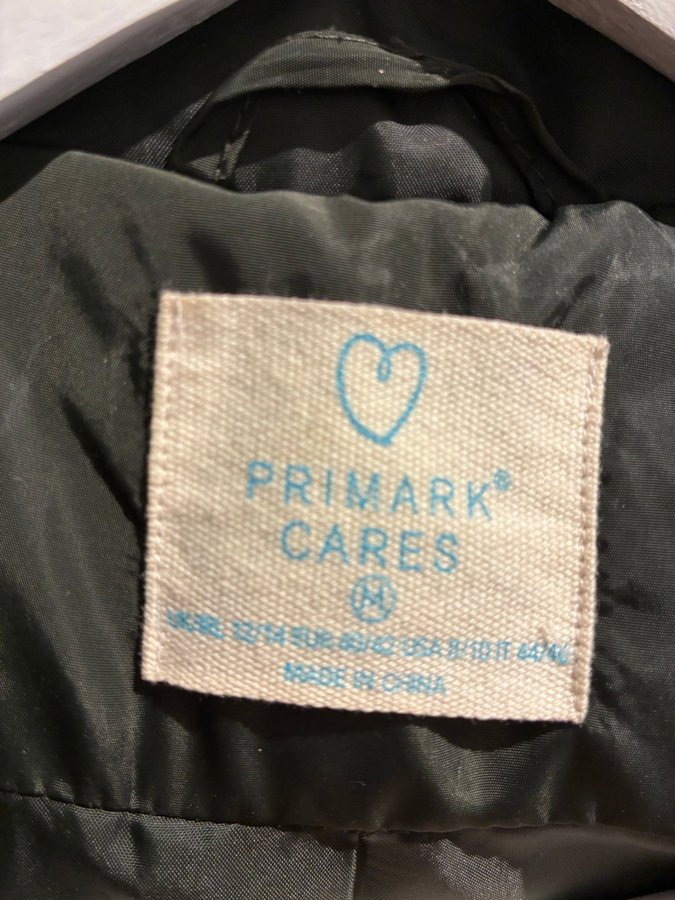 PRIMARK®
CARES
M
UK/IRL 12/14 EUR 40/42 USA 8/10 IT 44/46
MADE IN CHINA